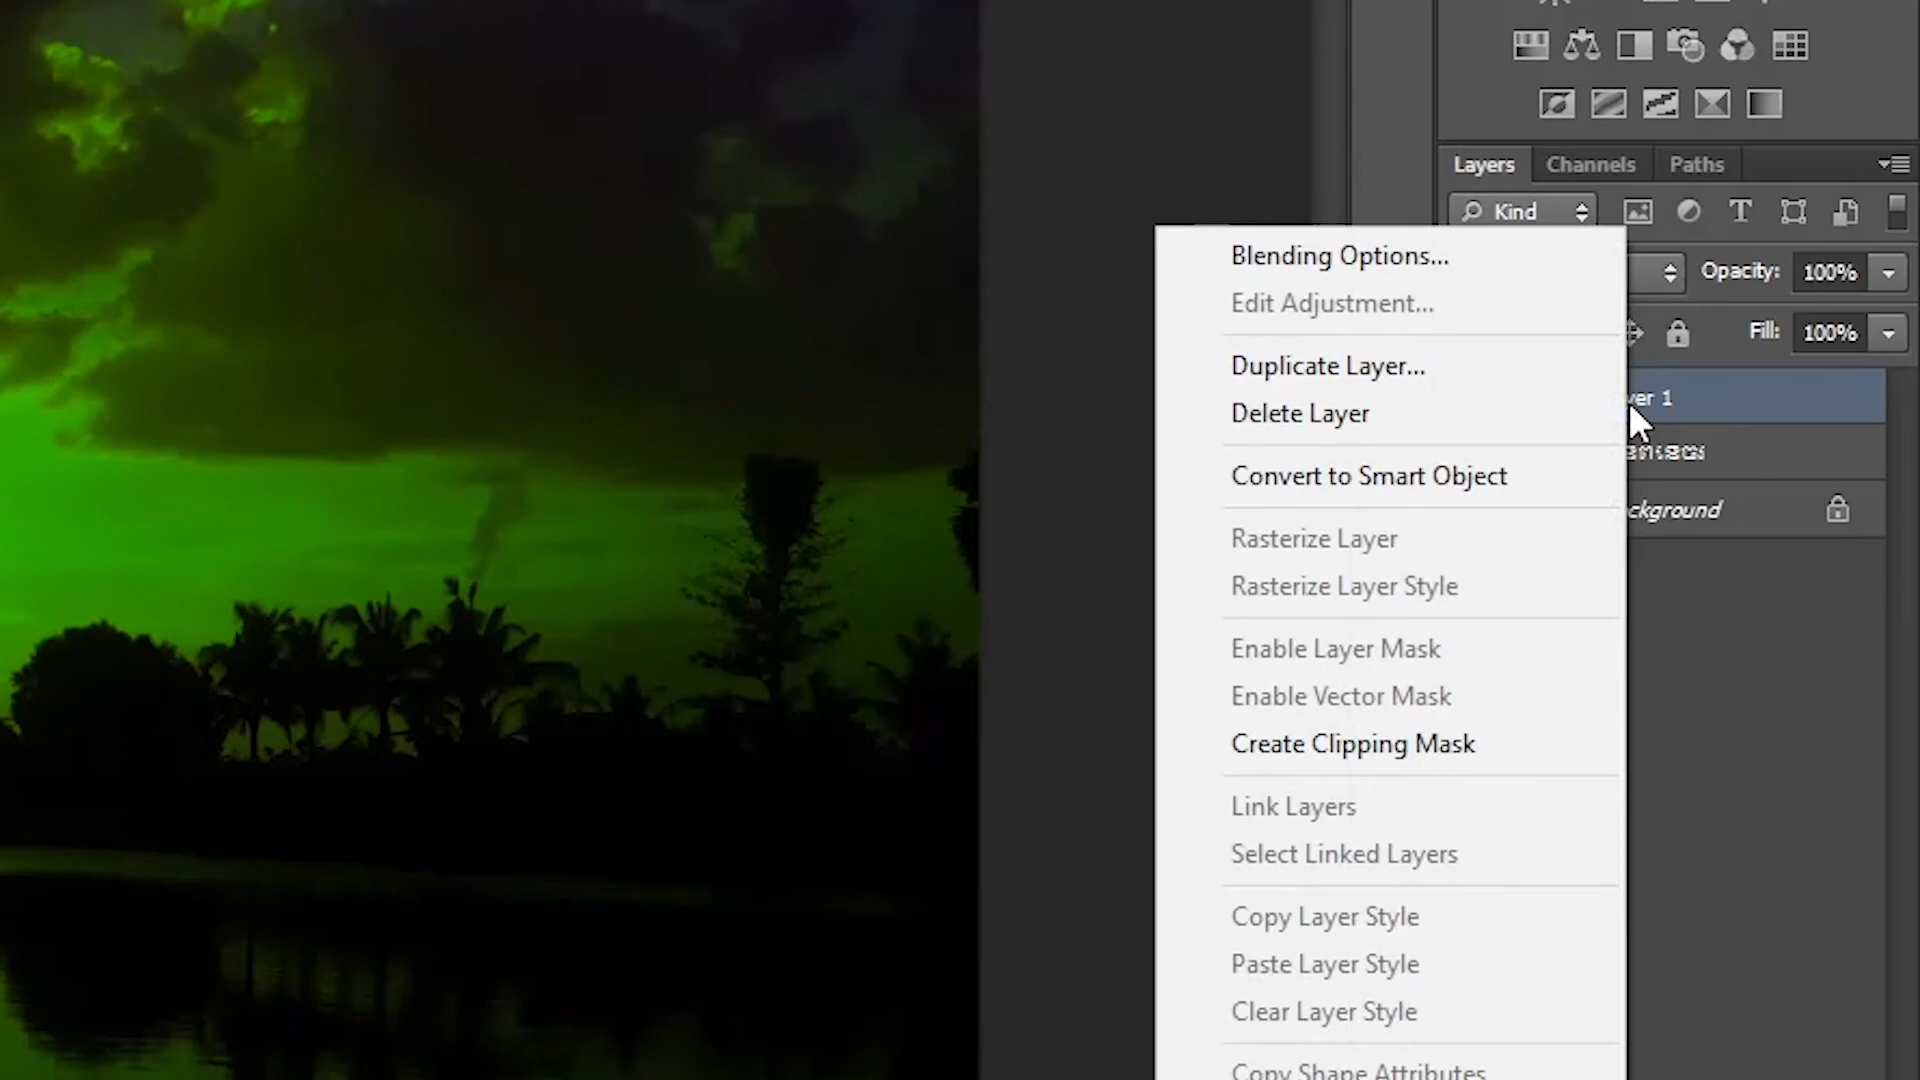 Layers Channels Paths
Kind
Opacity: 100%
Fill: 100%
Blending Options...
Edit Adjustment...
Duplicate Layer...
Delete Layer
yer 1
Convert to Smart Object
ckground
Rasterize Layer
Rasterize Layer Style
Enable Layer Mask
Enable Vector Mask
Create Clipping Mask
Link Layers
Select Linked Layers
Copy Layer Style
Paste Layer Style
Clear Layer Style
Copy Shape Attributes